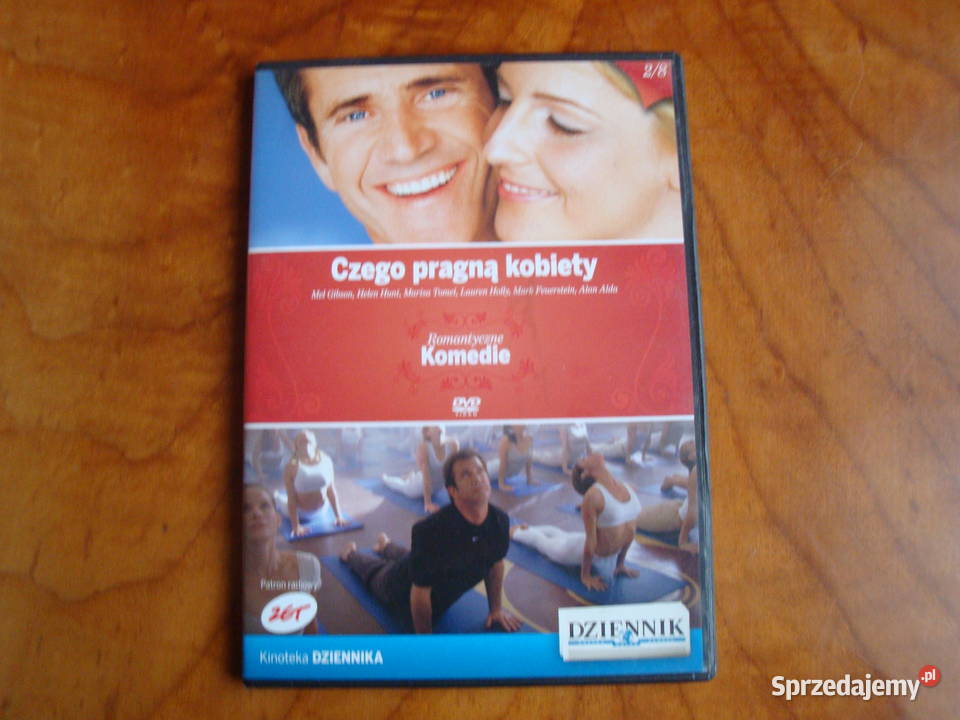 2/8
Czego pragną kobiety
Mel Gibson, Helen Hunt, Marisa Tomei, Lauren Holly, Mark Feuerstein, Alan Alda
Romantyczne
Komedie
DVD
VIDEO
Patron radiowy
ZET
DZIENNIK
Kinoteka DZIENNIKA
Sprzedajemy.pl